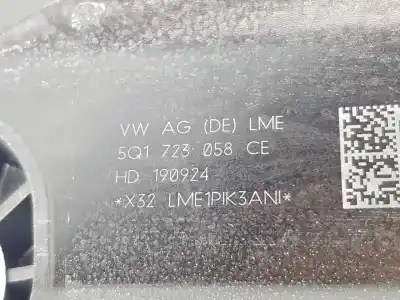 VW AG (DE) LME
5Q1 723 058 CE
HD 190924
*X32 LME1PIK3ANI*